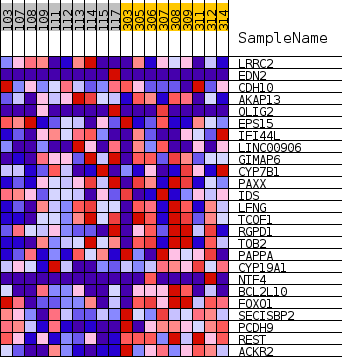 103 107 108 109 111 112 113 114 115 117 303 305 306 307 308 309 311 312 314
SampleName
LRRC2
EDN2
CDH10
AKAP13
OLIG2
EPS15
IFI44L
LINC00906
GIMAP6
CYP7B1
PAXX
IDS
LFNG
TCOF1
RGPD1
TOB2
PAPPA
CYP19A1
NTF4
BCL2L10
FOXO1
SECISBP2
PCDH9
REST
ACKR2